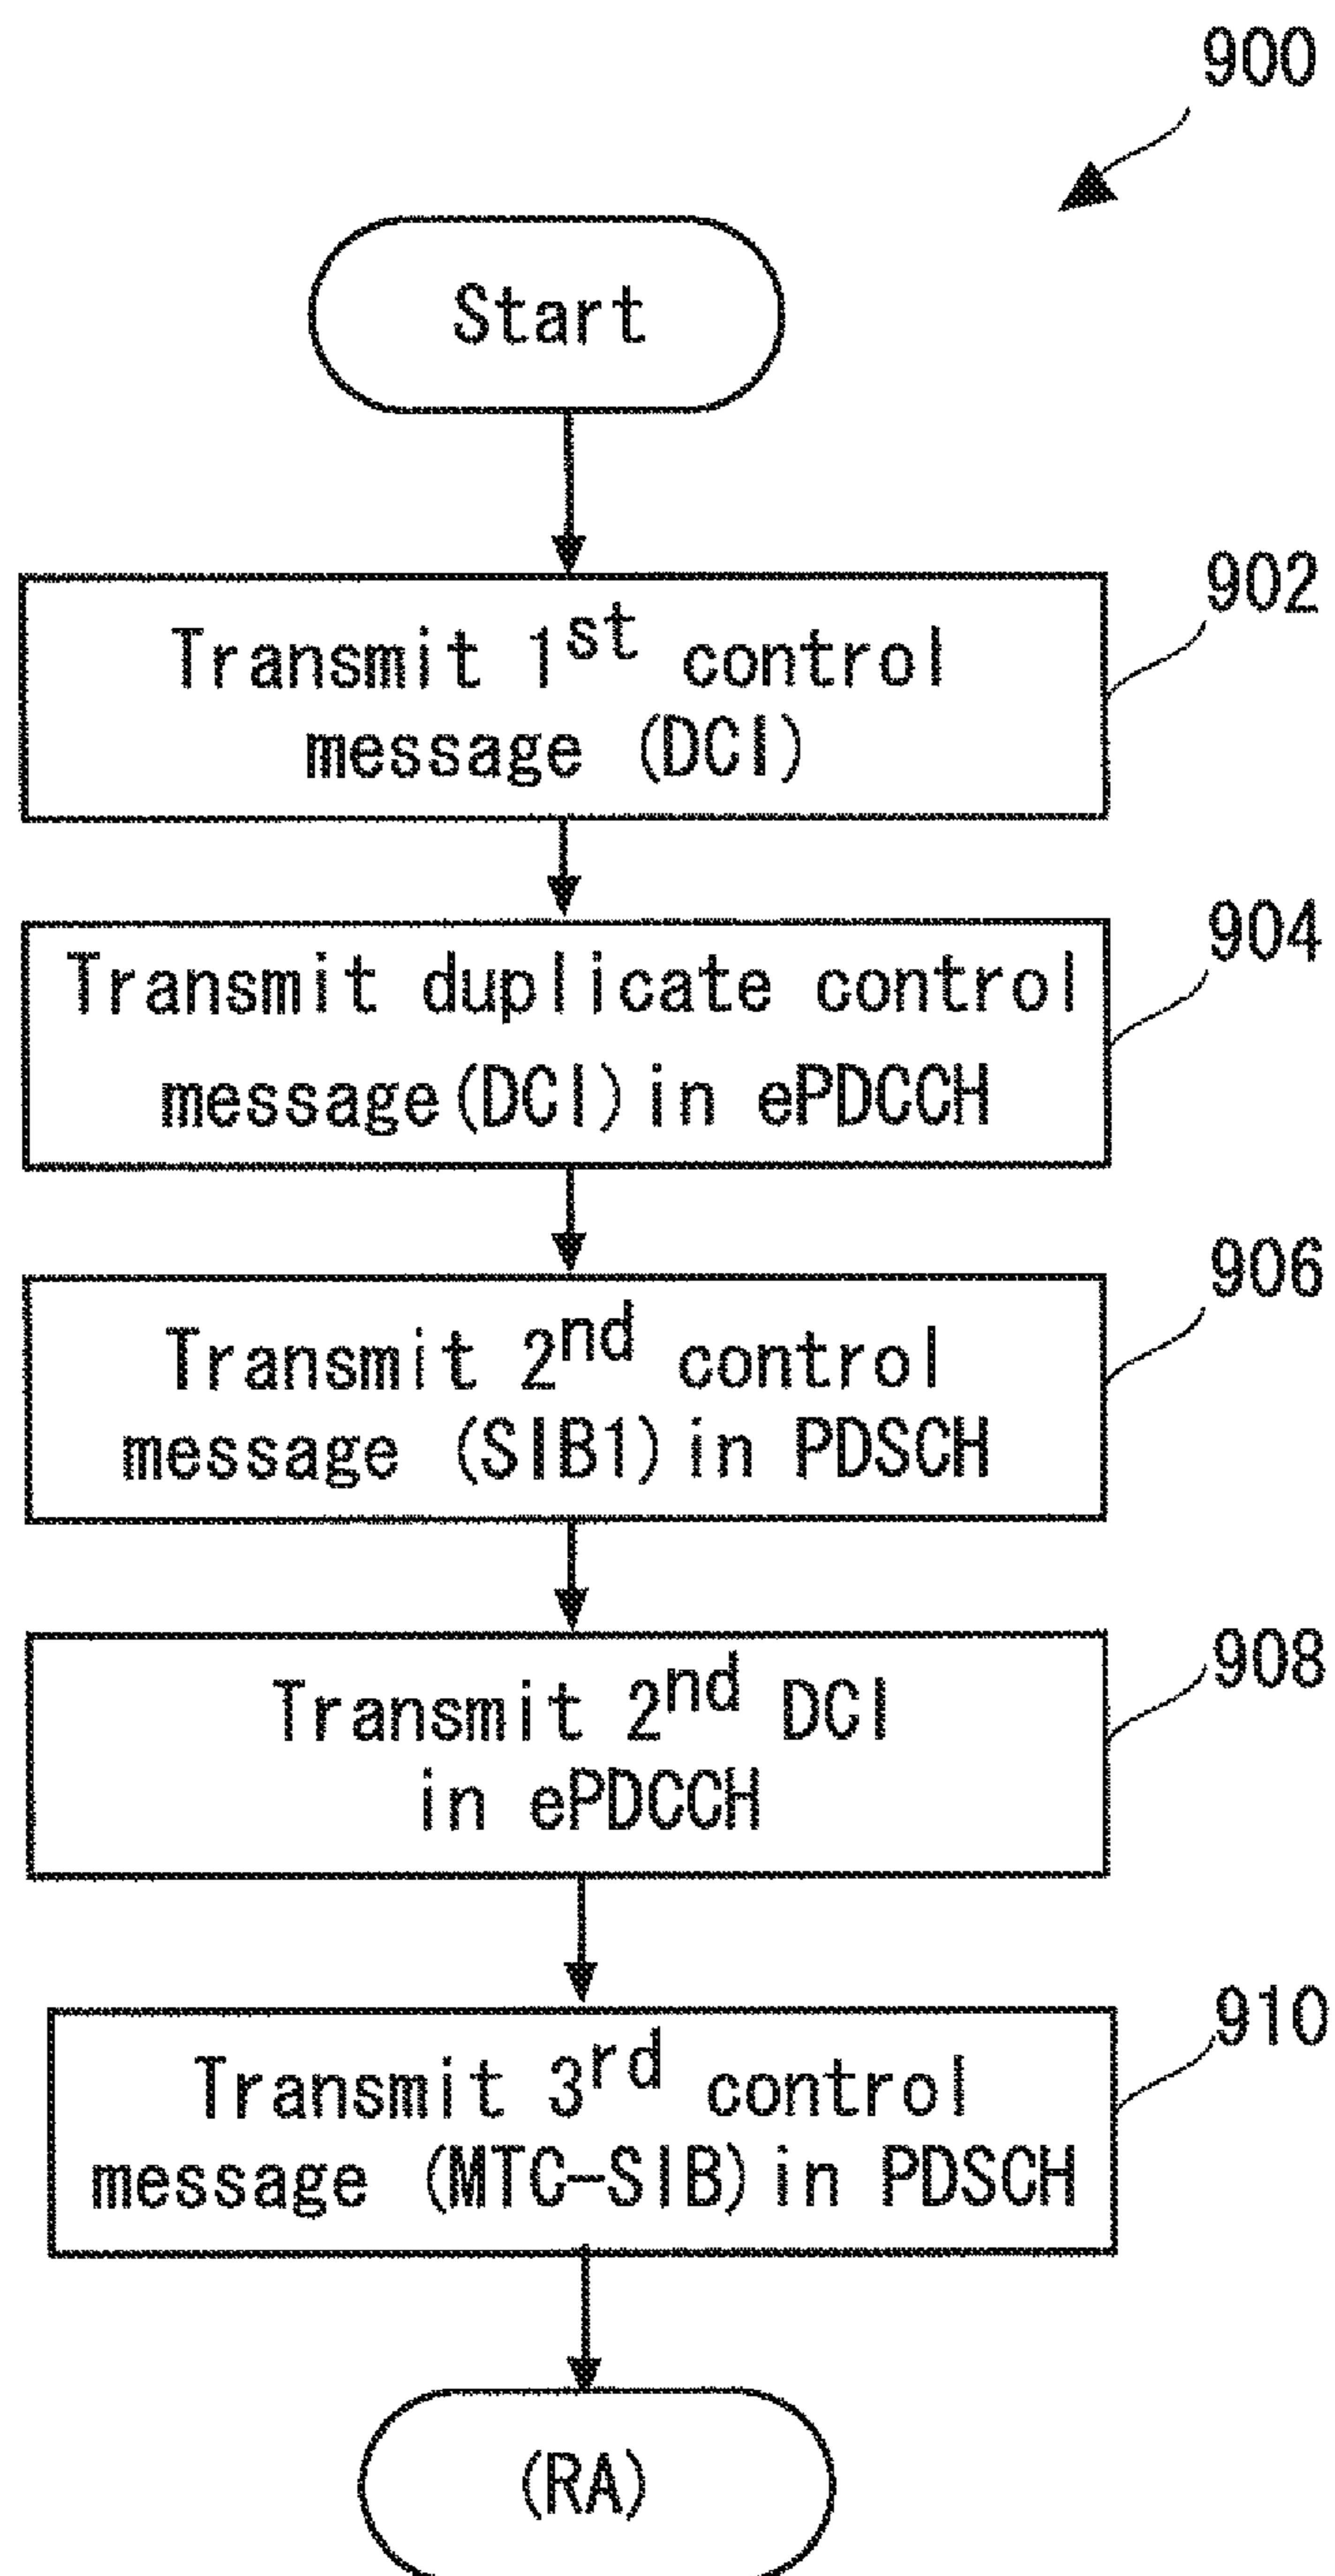 900
Start
902
Transmit 1st control
message (DCI)
904
Transmit duplicate control
message(DCI)in ePDCCH
906
Transmit 2nd control
message (SIB1)in PDSCH
908
Transmit 2nd DCI
in ePDCCH
910
Transmit 3rd control
message (MTC-SIB)in PDSCH
(RA)